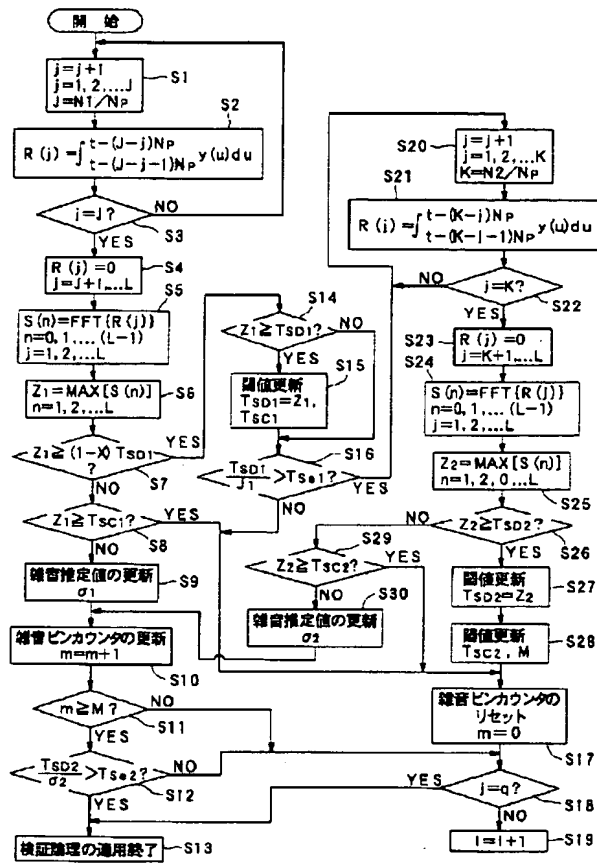 開始
j=j+1
j=1, 2, ....J
J=N1/Np
S1
S2
R (j) =∫ t-(J-j)Np
t-(J-j-1)Np y(u)du
j=J?
NO
YES
S3
R (j) =0
j=J+1,...L
S4
S5
S(n)=FFT{R(j)}
n=0, 1, ... (L-1)
j=1, 2, ...L
Z1=MAX[S(n)]
n=1, 2, ...L
S6
Z1≧(1-X) TSD1
?
YES
NO
S7
Z1≧TSC1?
YES
NO
S8
雑音推定値の更新
σ1
S9
雑音ビンカウンタの更新
m=m+1
S10
m≧M?
NO
YES
S11
TSD2
σ2 >TSe2?
NO
YES
S12
検証論理の適用終了
S13
S14
Z1≧TSD1?
NO
YES
S15
閾値更新
TSD1=Z1,
TSC1
S16
TSD1
>TSe1?
NO
YES
S20
j=j+1
j=1, 2, ...K
K=N2/Np
S21
R (j) =∫ t-(K-j)Np
t-(K-j-1)Np y(u)du
j=K?
NO
YES
S22
S23
R (j) =0
j=K+1,...L
S24
S(n)=FFT{R(j)}
n=0, 1, ... (L-1)
j=1, 2, ...L
Z2=MAX[S(n)]
n=1, 2, 0...L
S25
Z2≧TSD2?
NO
YES
S26
閾値更新
TSD2=Z2
S27
閾値更新
TSC2, M
S28
S29
Z2≧TSC2?
YES
NO
S30
雑音推定値の更新
σ2
雑音ビンカウンタの
リセット
m=0
S17
j=q?
YES
NO
S18
S19